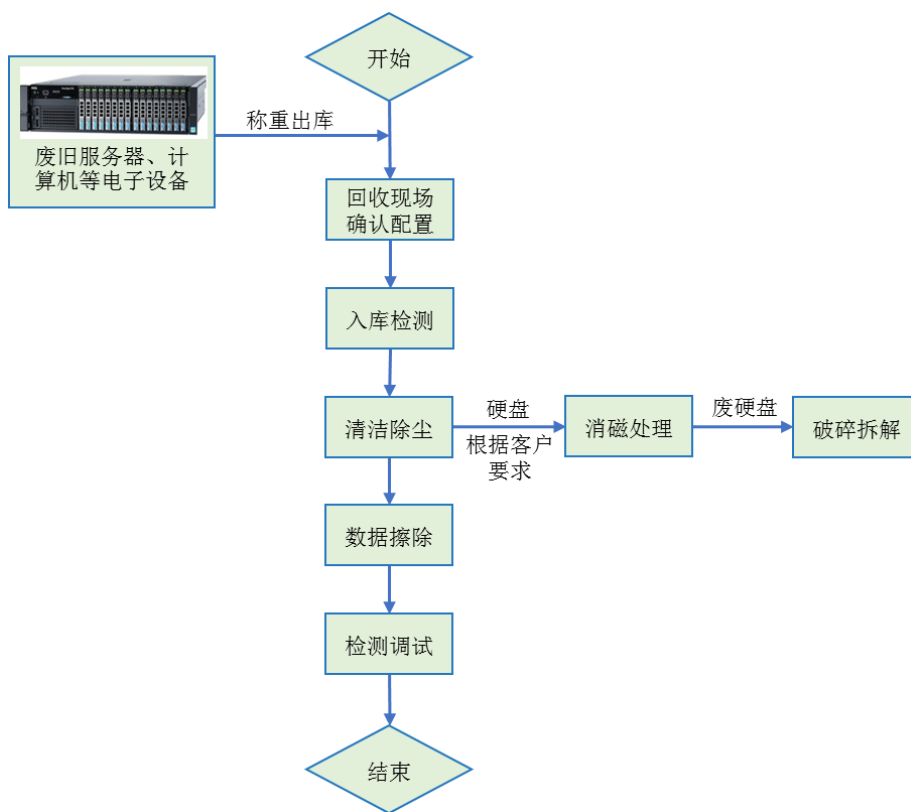 开始
称重出库
废旧服务器、计
算机等电子设备
回收现场
确认配置
入库检测
清洁除尘
硬盘
根据客户
要求
消磁处理
废硬盘
破碎拆解
数据擦除
检测调试
结束